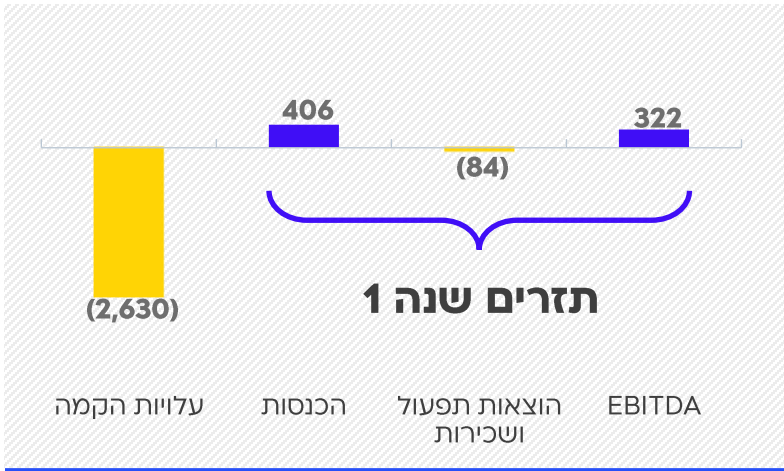 406
322
(84)
(2,630)
תזרים שנה 1
עלויות הקמה
הכנסות
הוצאות תפעול
ושכירות
EBITDA